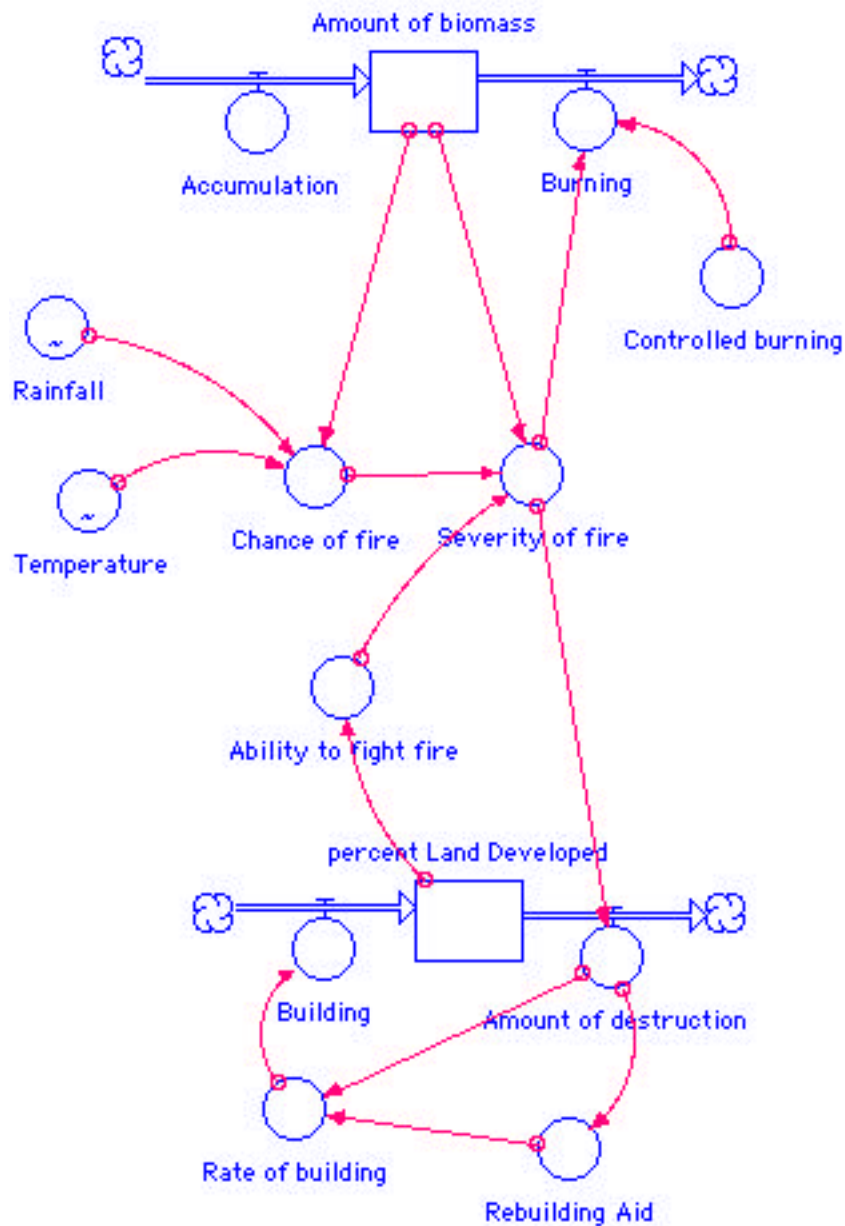 Amount of biomass
Accumulation
Burning
Controlled burning
Rainfall
Temperature
Chance of fire
Severity of fire
Ability to fight fire
percent Land Developed
Building
Amount of destruction
Rate of building
Rebuilding Aid